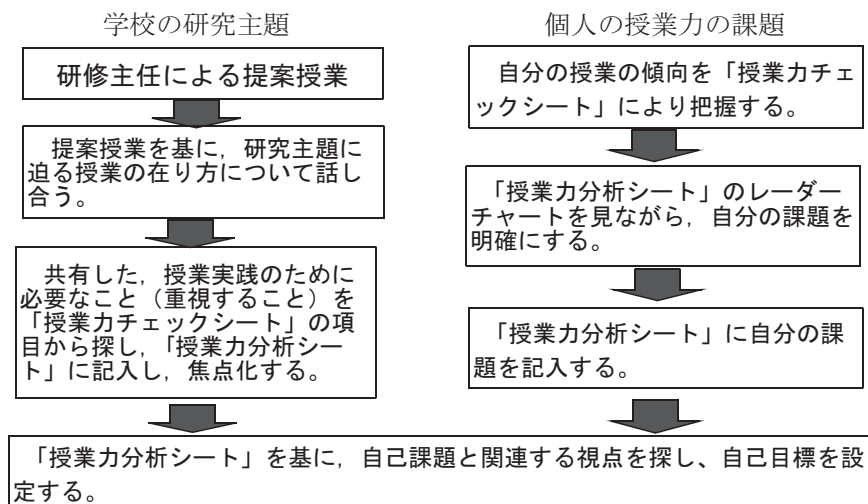 学校の研究主題
研修主任による提案授業
提案授業を基に，研究主題に
迫る授業の在り方について話し
合う。
共有した，授業実践のために
必要なこと（重視すること）を
「授業力チェックシート」の項
目から探し，「授業力分析シー
ト」に記入し，焦点化する。
個人の授業力の課題
自分の授業の傾向を「授業力チェ
ックシート」により把握する。
「授業力分析シート」のレーダー
チャートを見ながら，自分の課題を
明確にする。
「授業力分析シート」に自分の課
題を記入する。
「授業力分析シート」を基に，自己課題と関連する視点を探し、自己目標を設
定する。